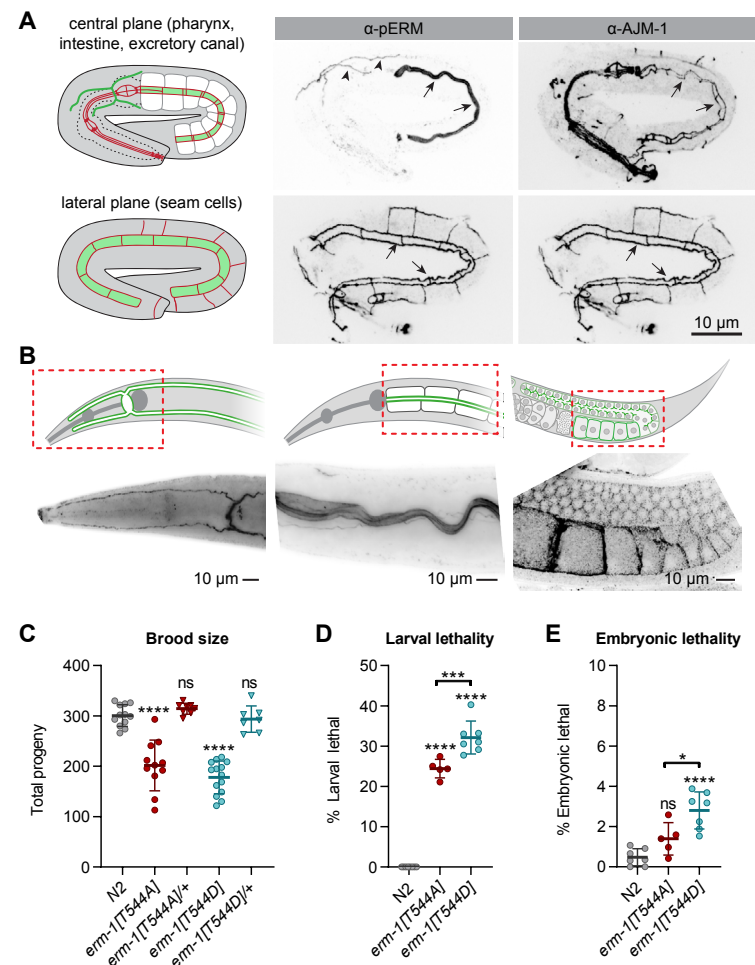 A
central plane (pharynx,
intestine, excretory canal)
α-pERM
α-AJM-1
lateral plane (seam cells)
10 µm
B
10 µm
10 µm
10 µm
C
Brood size
Total progeny
400
300
200
100
0
ns
ns
****
****
N2
erm-1[T544A]
erm-1[T544A]/+
erm-1[T544D]
erm-1[T544D]/+
D
Larval lethality
% Larval lethal
50
40
30
20
10
0
***
****
****
N2
erm-1[T544A]
erm-1[T544D]
E
Embryonic lethality
% Embryonic lethal
10
8
6
4
2
0
*
****
ns
N2
erm-1[T544A]
erm-1[T544D]